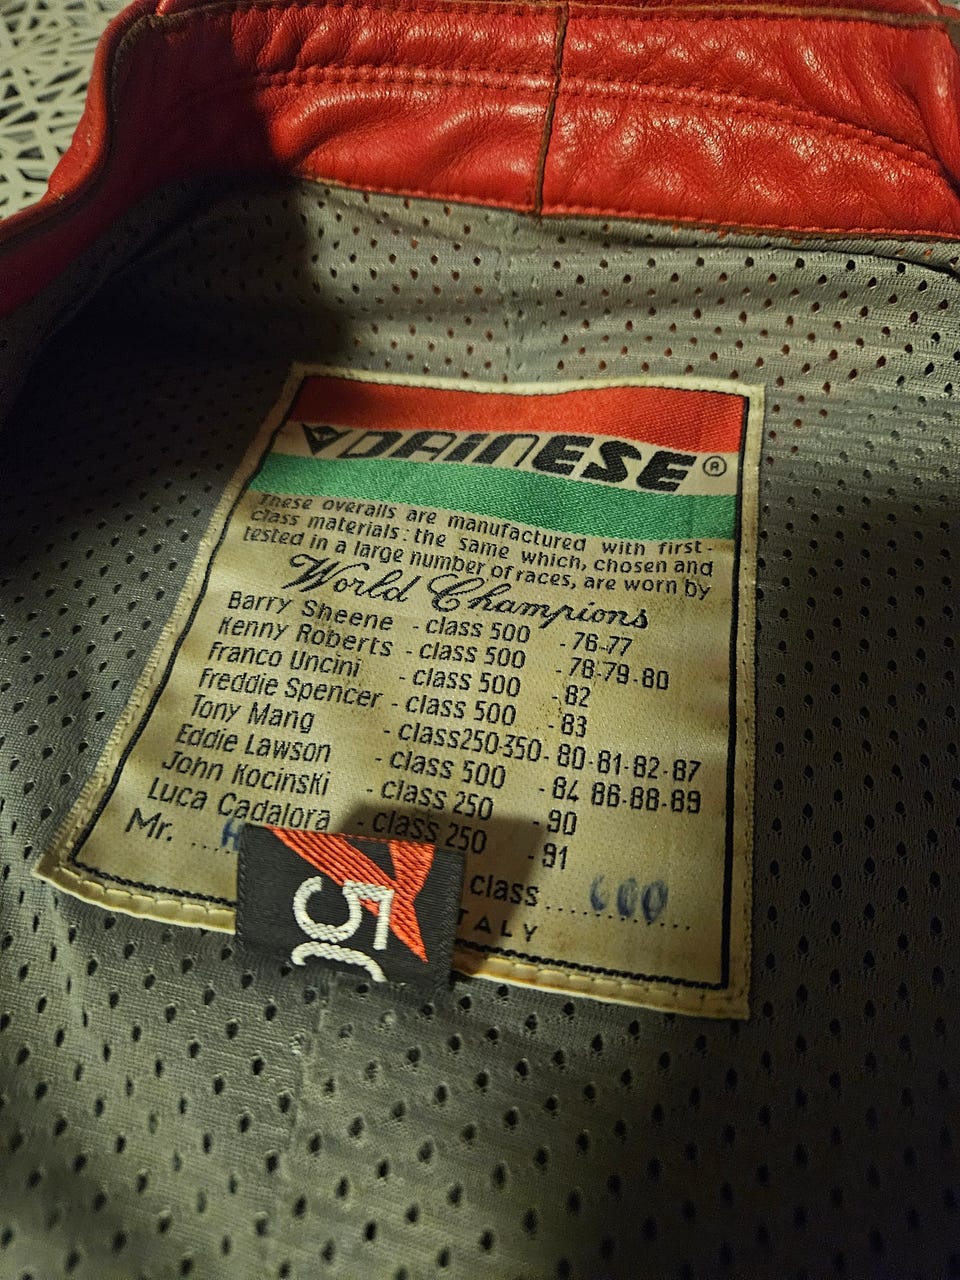 DAINESE ®
These overalls are manufactured with first-
class materials: the same which, chosen and
tested in a large number of races, are worn by
World Champions
Barry Sheene - class 500 - 76-77
Kenny Roberts - class 500 - 78-79-80
Franco Uncini - class 500 - 82
Freddie Spencer - class 500 - 83
Tony Mang - class 250-350 - 80-81-82-87
Eddie Lawson - class 500 - 84 86-88-89
John Kocinski - class 250 - 90
Luca Cadalora - class 250 - 91
Mr. .... class .... 600 ....
TALY
50